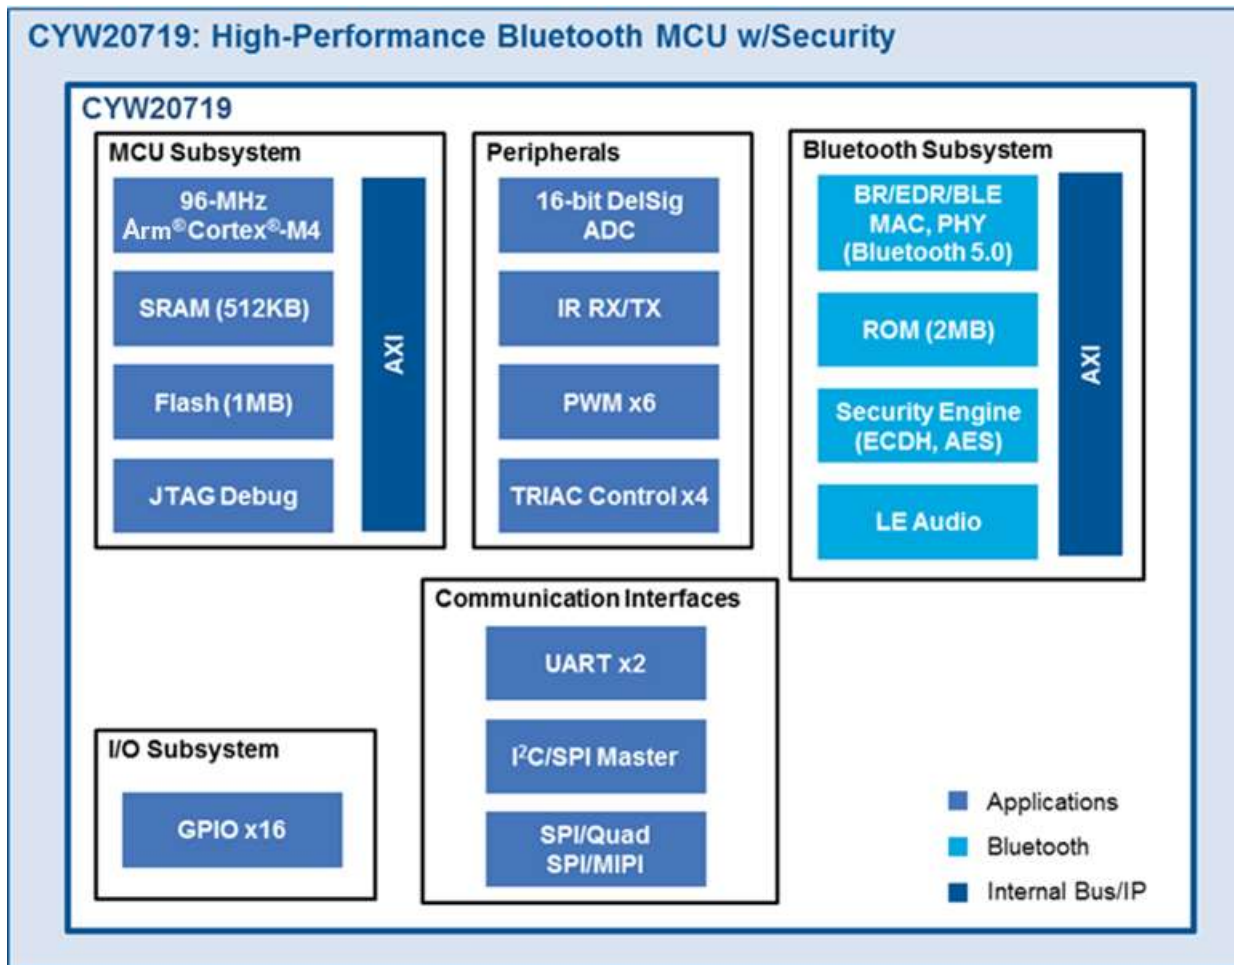 CYW20719: High-Performance Bluetooth MCU w/Security
CYW20719
MCU Subsystem
96-MHz
Arm®Cortex®-M4
SRAM (512KB)
Flash (1MB)
JTAG Debug
AXI
Peripherals
16-bit DelSig
ADC
IR RX/TX
PWM x6
TRIAC Control x4
Bluetooth Subsystem
BR/EDR/BLE
MAC, PHY
(Bluetooth 5.0)
ROM (2MB)
Security Engine
(ECDH, AES)
LE Audio
AXI
Communication Interfaces
UART x2
I²C/SPI Master
SPI/Quad
SPI/MIPI
I/O Subsystem
GPIO x16
Applications
Bluetooth
Internal Bus/IP